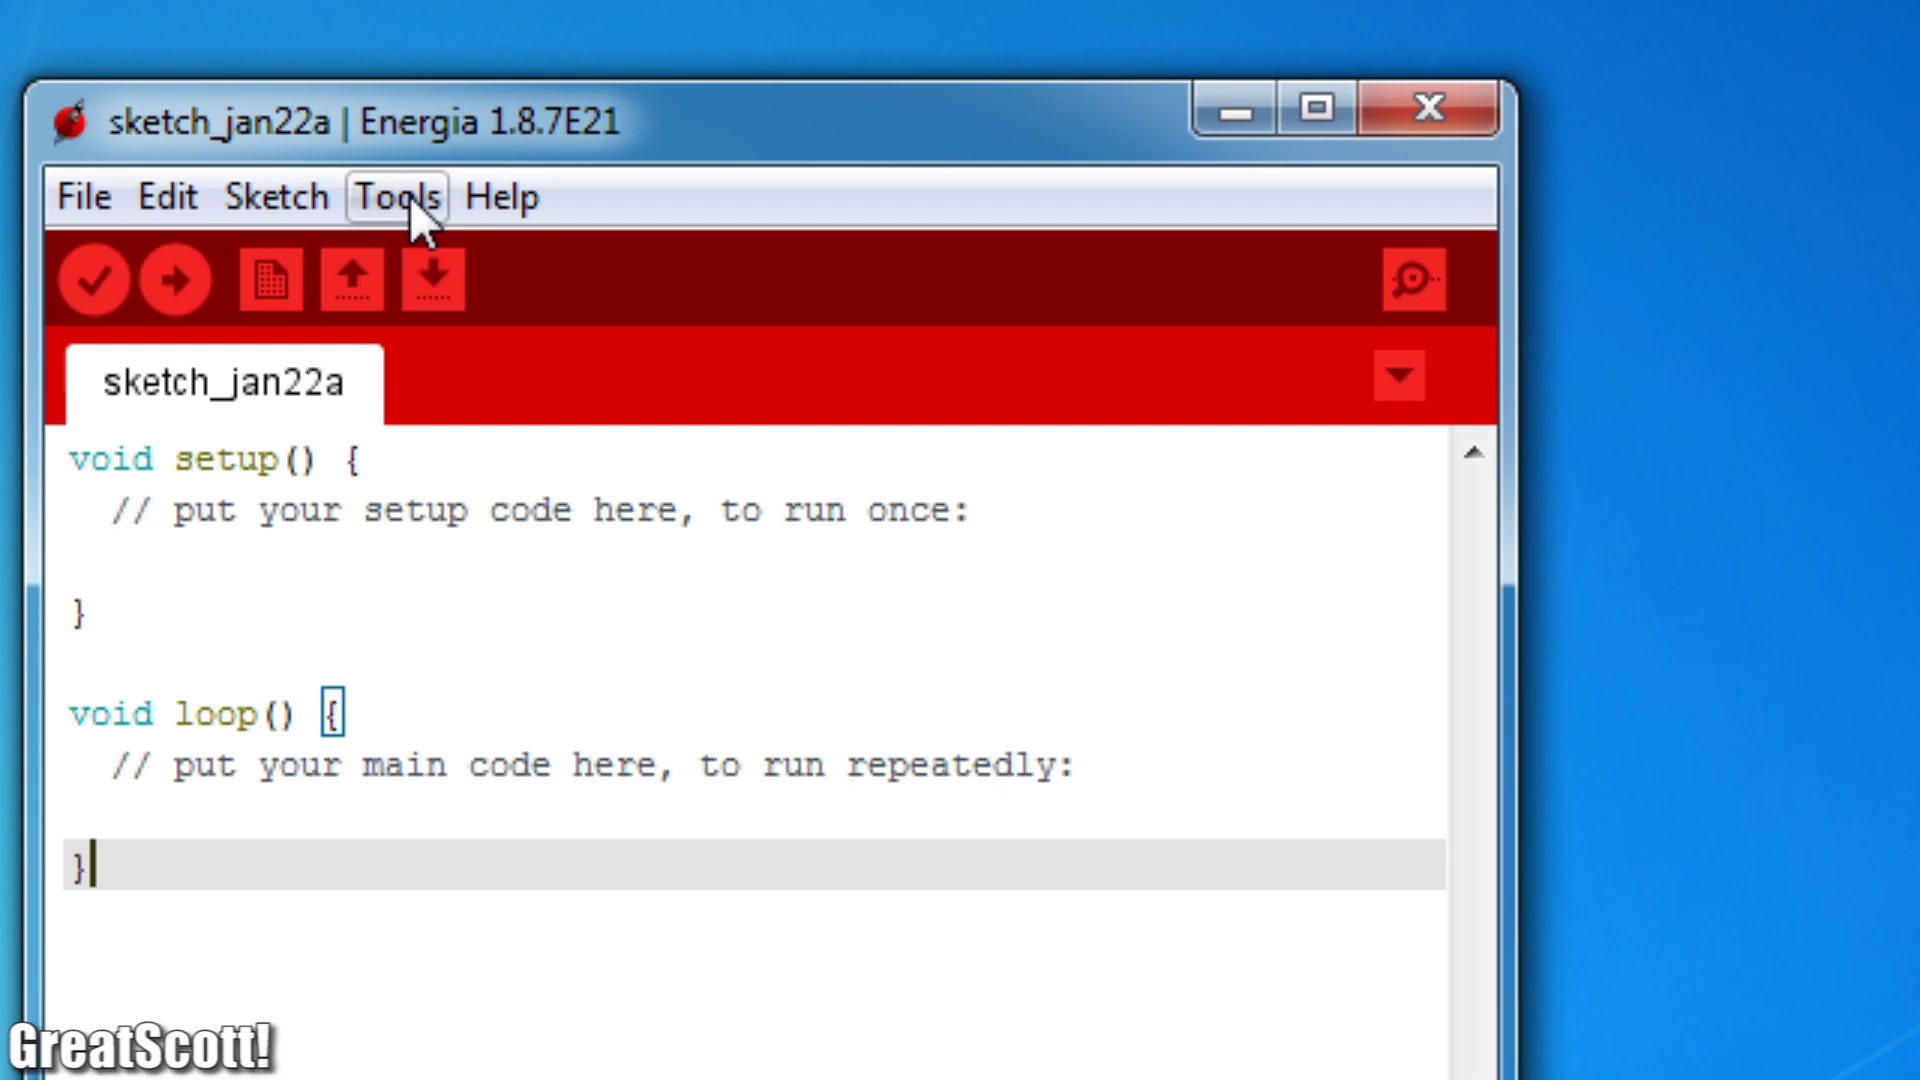 sketch_jan22a | Energia 1.8.7E21
File Edit Sketch Tools Help
sketch_jan22a
void setup() {
  // put your setup code here, to run once:
}
void loop() {
  // put your main code here, to run repeatedly:
}
GreatScott!